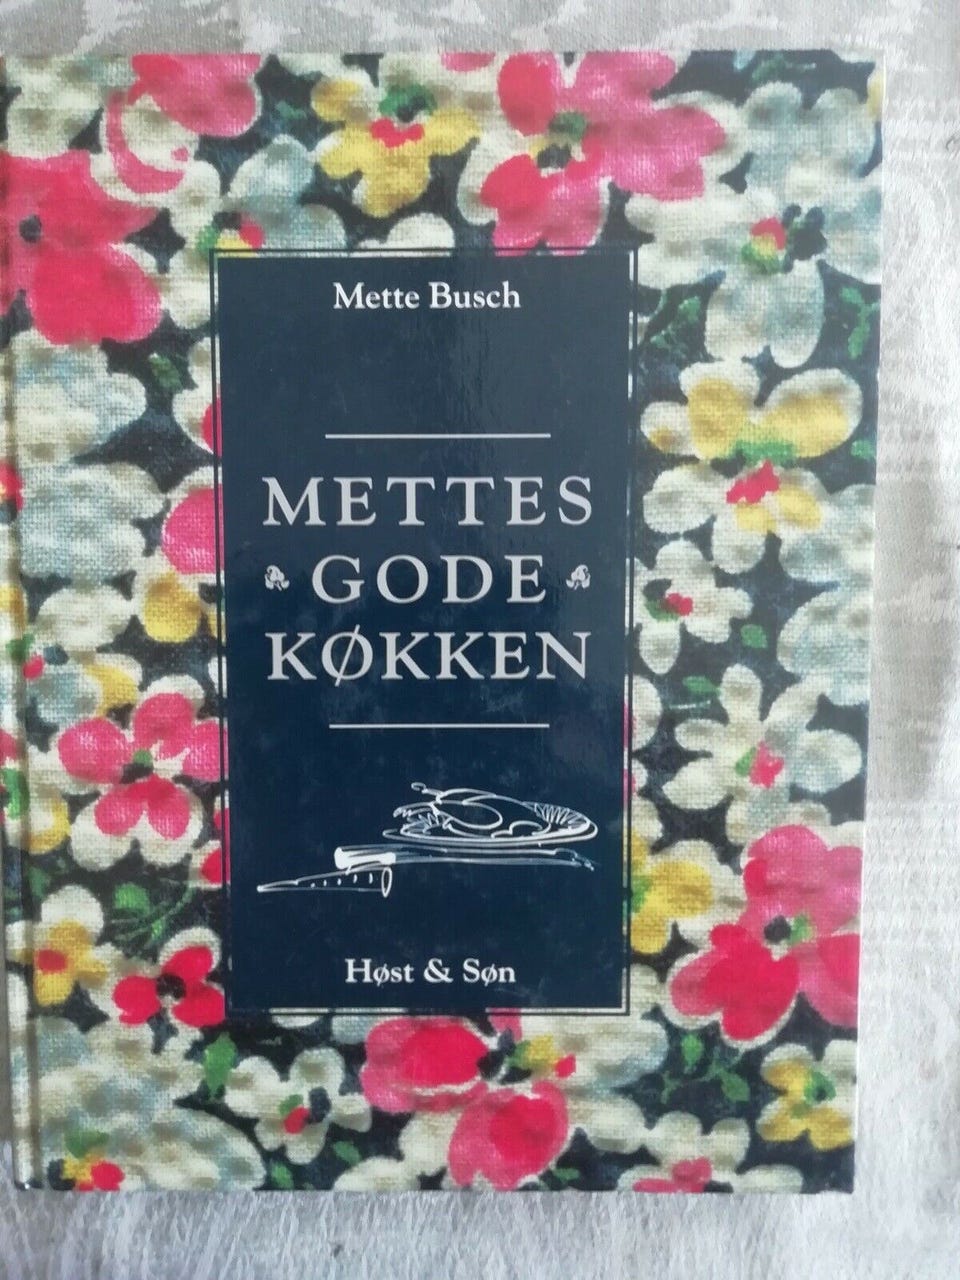 Mette Busch
METTES
GODE
KØKKEN
Høst & Søn